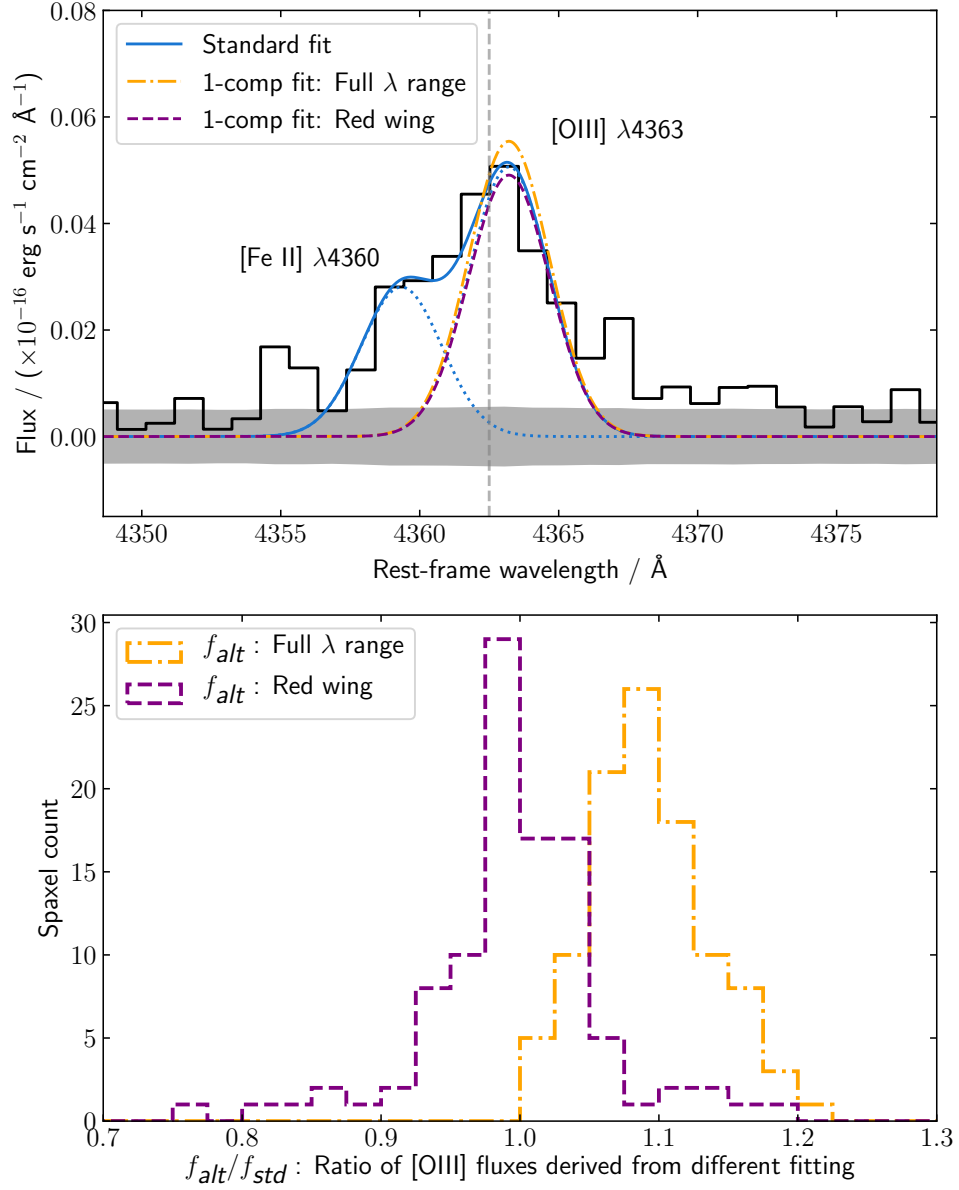 0.08
0.06
0.04
0.02
0.00
Flux / (×10⁻¹⁶ erg s⁻¹ cm⁻² Å⁻¹)
Standard fit
1-comp fit: Full λ range
1-comp fit: Red wing
[OIII] λ4363
[Fe II] λ4360
4350 4355 4360 4365 4370 4375
Rest-frame wavelength / Å
30
25
20
15
10
5
0
Spaxel count
f_alt : Full λ range
f_alt : Red wing
0.7 0.8 0.9 1.0 1.1 1.2 1.3
f_alt/f_std : Ratio of [OIII] fluxes derived from different fitting